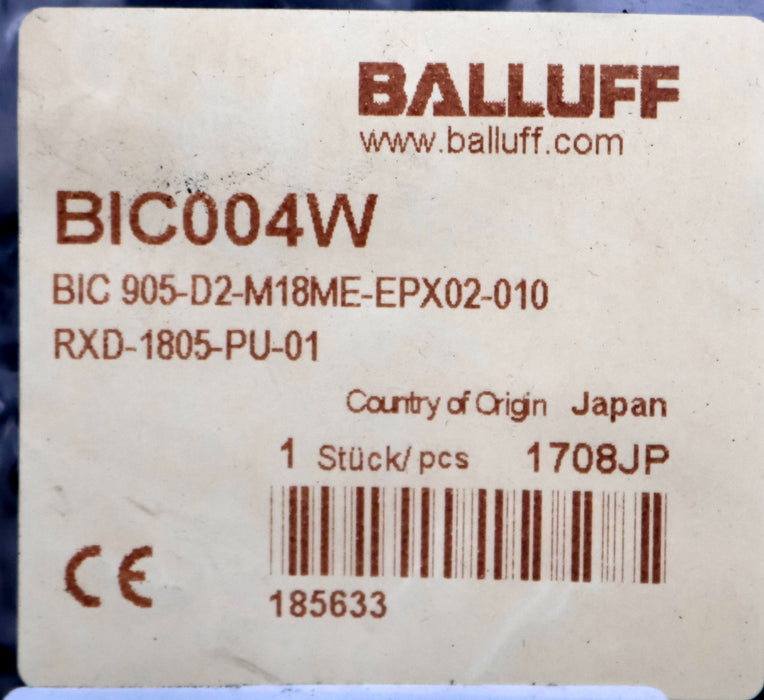 BALLUFF
www.balluff.com
BIC004W
BIC 905-D2-M18ME-EPX02-010
RXD-1805-PU-01
Country of Origin Japan
1 Stück/pcs 1708JP
CE
185633